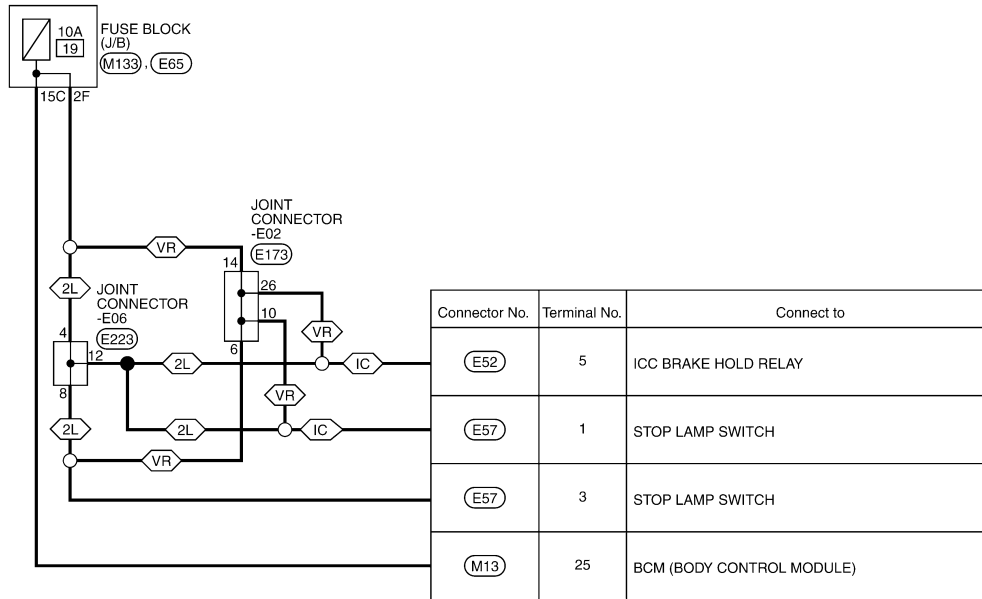 10A
19
FUSE BLOCK
(J/B)
M133 , E65
15C 2F
JOINT
CONNECTOR
-E02
E173
VR
14
26
10
6
2L
JOINT
CONNECTOR
-E06
E223
4
12
8
VR
2L
IC
VR
2L
2L
IC
VR
Connector No. Terminal No. Connect to
E52 5 ICC BRAKE HOLD RELAY
E57 1 STOP LAMP SWITCH
E57 3 STOP LAMP SWITCH
M13 25 BCM (BODY CONTROL MODULE)